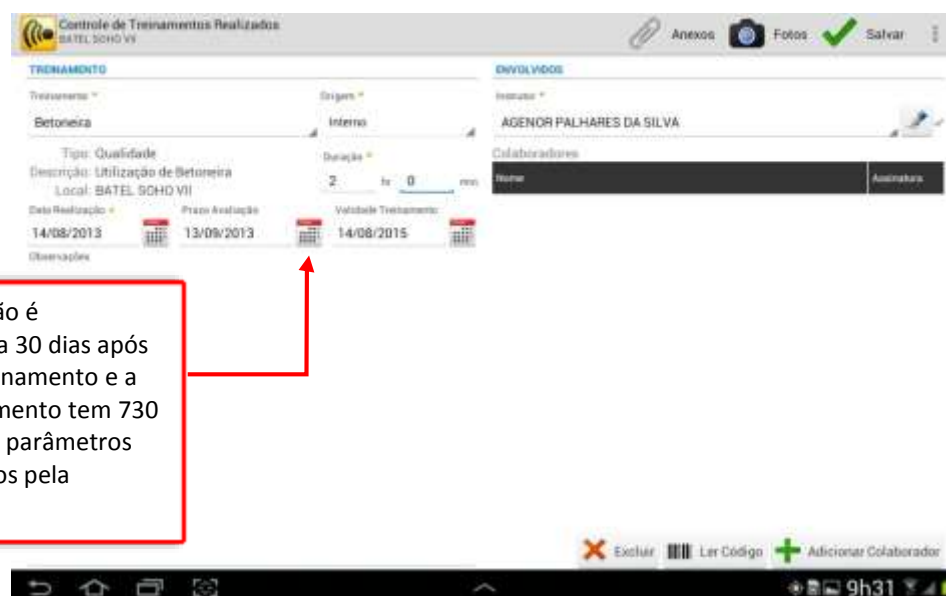 Controle de Treinamentos Realizados
BATEL SOHO VII
Anexos Fotos Salvar
TREINAMENTO
ENVOLVIDOS
Treinamento *
Origem *
Instrutor *
Betoneira
Interno
AGENOR PALHARES DA SILVA
Tipo: Qualidade
Duração *
Colaboradores
Descrição: Utilização de Betoneira
2 hr 0 min
Nome Assinatura
Local: BATEL SOHO VII
Data Realização * Prazo Avaliação Validade Treinamento
14/08/2013 13/09/2013 14/08/2015
Observações
ão é
a 30 dias após
namento e a
mento tem 730
parâmetros
os pela
Excluir Ler Código Adicionar Colaborador
9h31